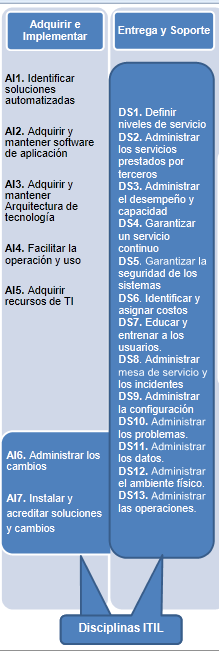 Adquirir e
Implementar
AI1. Identificar
soluciones
automatizadas
AI2. Adquirir y
mantener software
de aplicación
AI3. Adquirir y
mantener
Arquitectura de
tecnología
AI4. Facilitar la
operación y uso
AI5. Adquirir
recursos de TI
AI6. Administrar los
cambios
AI7. Instalar y
acreditar soluciones
y cambios
Entrega y Soporte
DS1. Definir
niveles de servicio
DS2. Administrar
los servicios
prestados por
terceros
DS3. Administrar
el desempeño y
capacidad
DS4. Garantizar
un servicio
continuo
DS5. Garantizar la
seguridad de los
sistemas
DS6. Identificar y
asignar costos
DS7. Educar y
entrenar a los
usuarios.
DS8. Administrar
mesa de servicio y
los incidentes
DS9. Administrar
la configuración
DS10. Administrar
los problemas.
DS11. Administrar
los datos.
DS12. Administrar
el ambiente físico.
DS13. Administrar
las operaciones.
Disciplinas ITIL